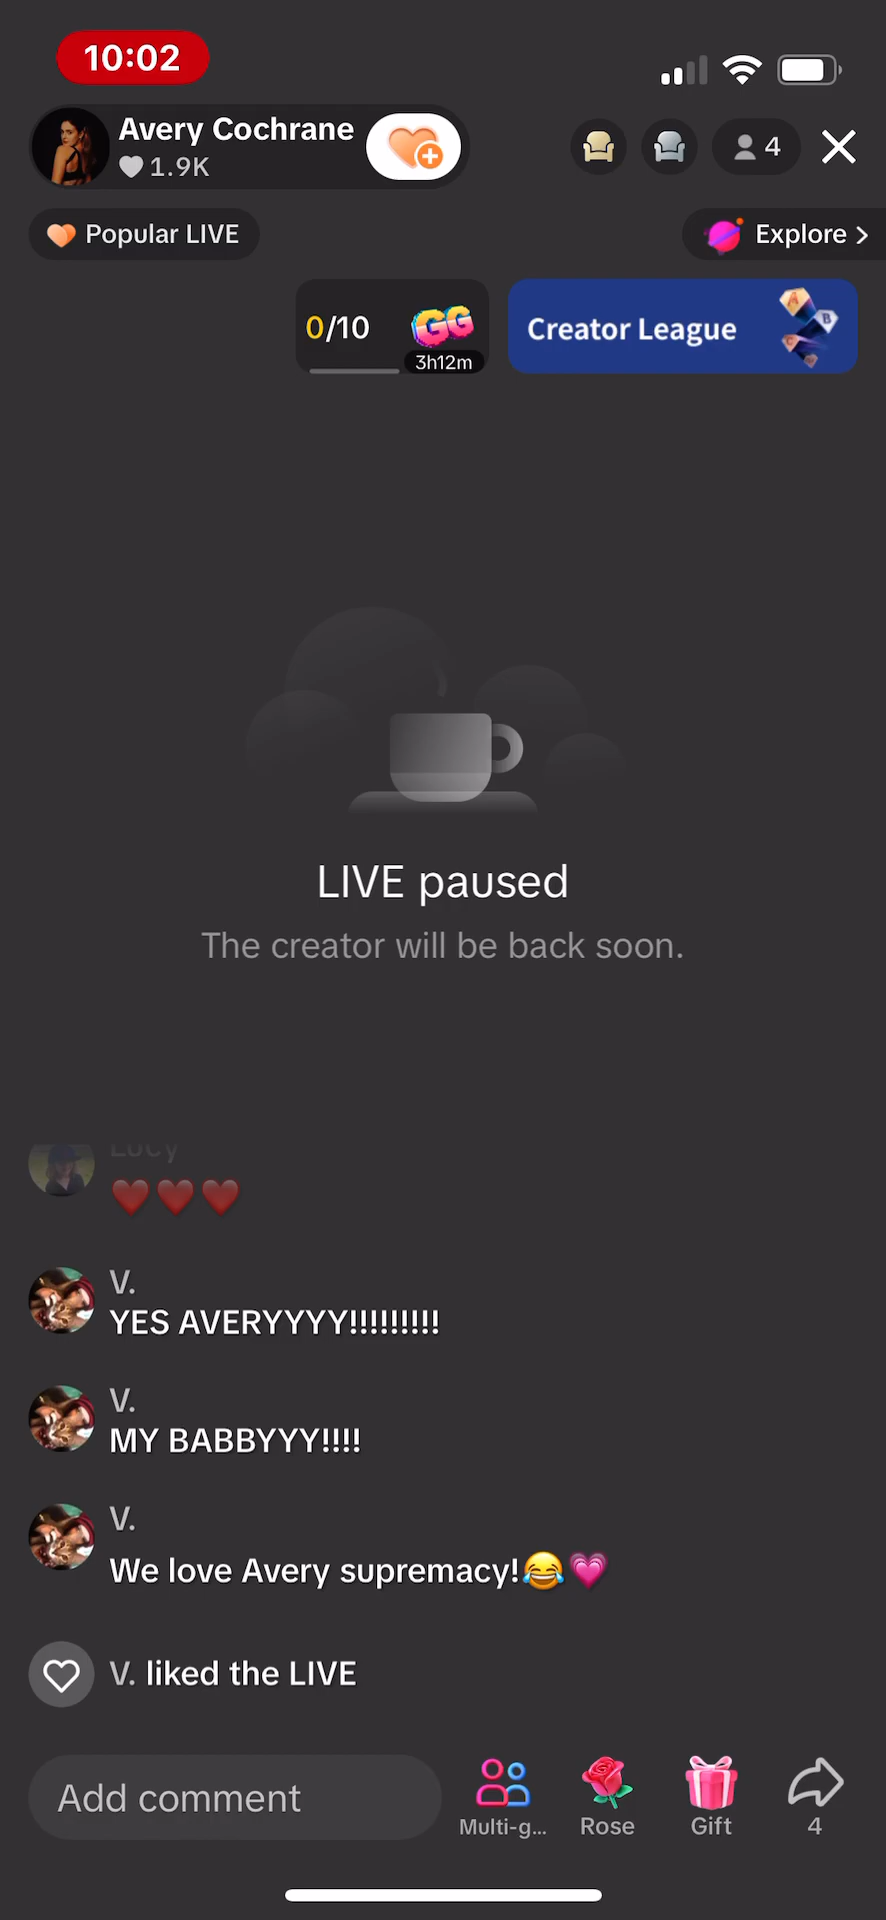 10:02
Avery Cochrane
1.9K
4
Popular LIVE
Explore >
0/10
GG
3h12m
Creator League
A
B
C
LIVE paused
The creator will be back soon.
Lucy
❤️❤️❤️
V.
YES AVERYYYY!!!!!!!!!
V.
MY BABBYYY!!!!
V.
We love Avery supremacy!😂💗
V. liked the LIVE
Add comment
Multi-g...
Rose
Gift
4